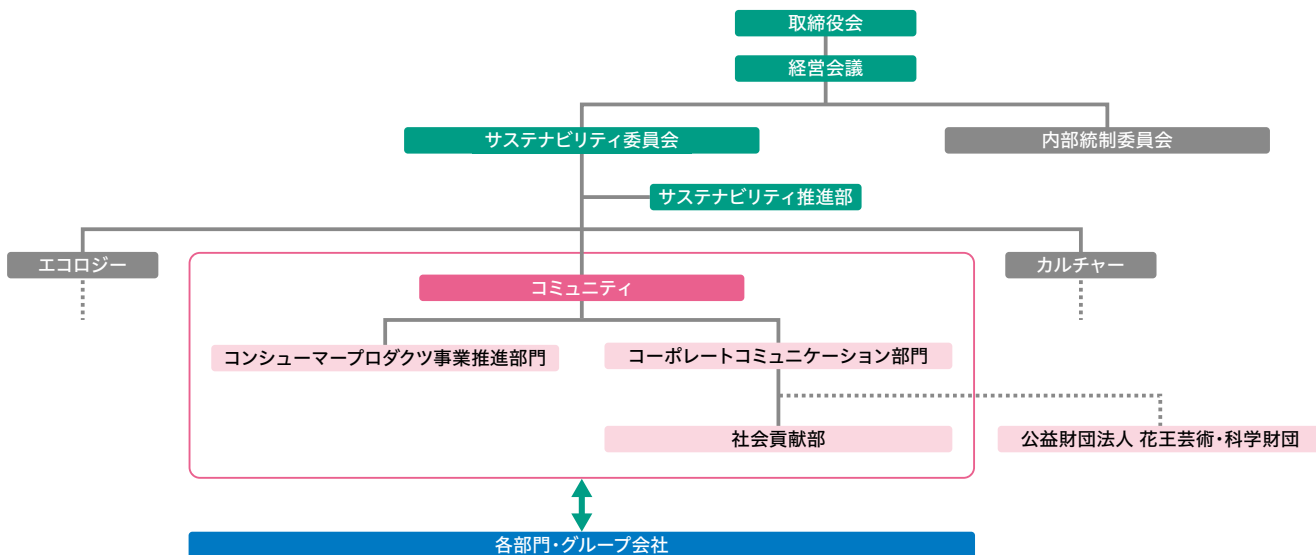 取締役会
経営会議
サステナビリティ委員会
内部統制委員会
サステナビリティ推進部
エコロジー
カルチャー
コミュニティ
コンシューマープロダクツ事業推進部門
コーポレートコミュニケーション部門
社会貢献部
公益財団法人 花王芸術・科学財団
各部門・グループ会社